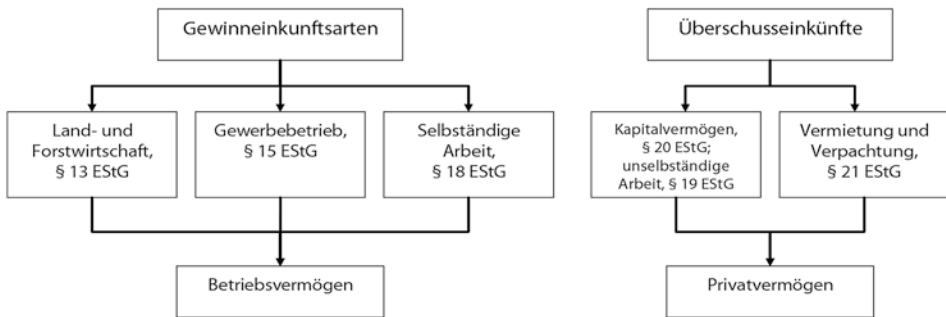 Gewinneinkunftsarten
Überschusseinkünfte
Land- und
Forstwirtschaft,
§ 13 EStG
Gewerbebetrieb,
§ 15 EStG
Selbständige
Arbeit,
§ 18 EStG
Kapitalvermögen,
§ 20 EStG;
unselbständige
Arbeit, § 19 EStG
Vermietung und
Verpachtung,
§ 21 EStG
Betriebsvermögen
Privatvermögen